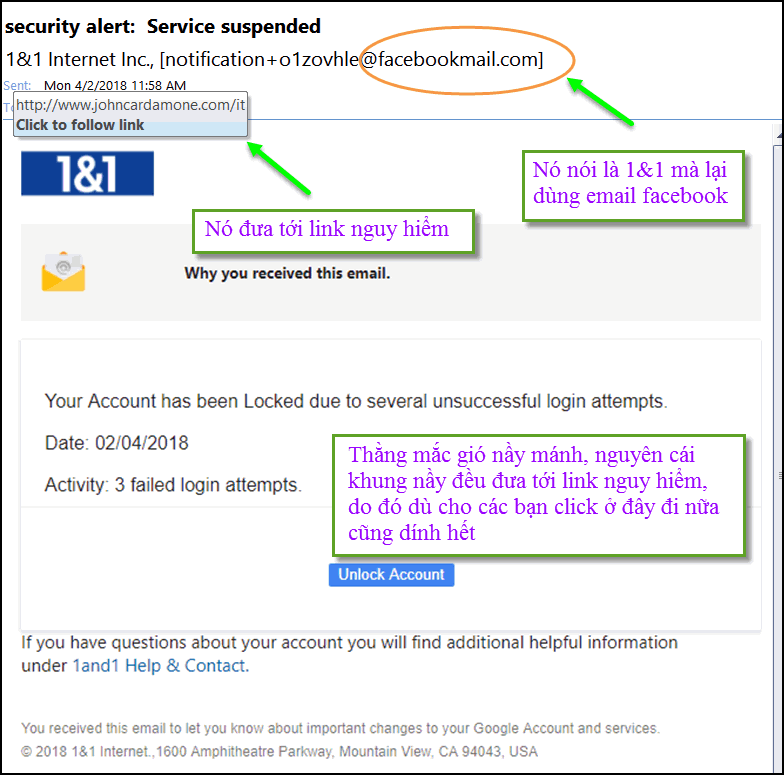 security alert:  Service suspended
1&1 Internet Inc., [notification+o1zovhle@facebookmail.com]
Sent: Mon 4/2/2018 11:58 AM
http://www.johncardamone.com/it
Click to follow link
1&1
Nó nói là 1&1 mà lại
dùng email facebook
Nó đưa tới link nguy hiểm
Why you received this email.
Your Account has been Locked due to several unsuccessful login attempts.
Date: 02/04/2018
Activity: 3 failed login attempts.
Thằng mắc gió nầy mánh, nguyên cái
khung nầy đều đưa tới link nguy hiểm,
do đó dù cho các bạn click ở đây đi nữa
cũng dính hết
Unlock Account
If you have questions about your account you will find additional helpful information
under 1and1 Help & Contact.
You received this email to let you know about important changes to your Google Account and services.
© 2018 1&1 Internet.,1600 Amphitheatre Parkway, Mountain View, CA 94043, USA